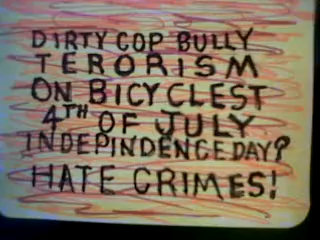 DIRTY COP BULLY
TERORISM
ON BICYCLEST
4TH OF JULY
INDEPINDENCE DAY?
HATE CRIMES!